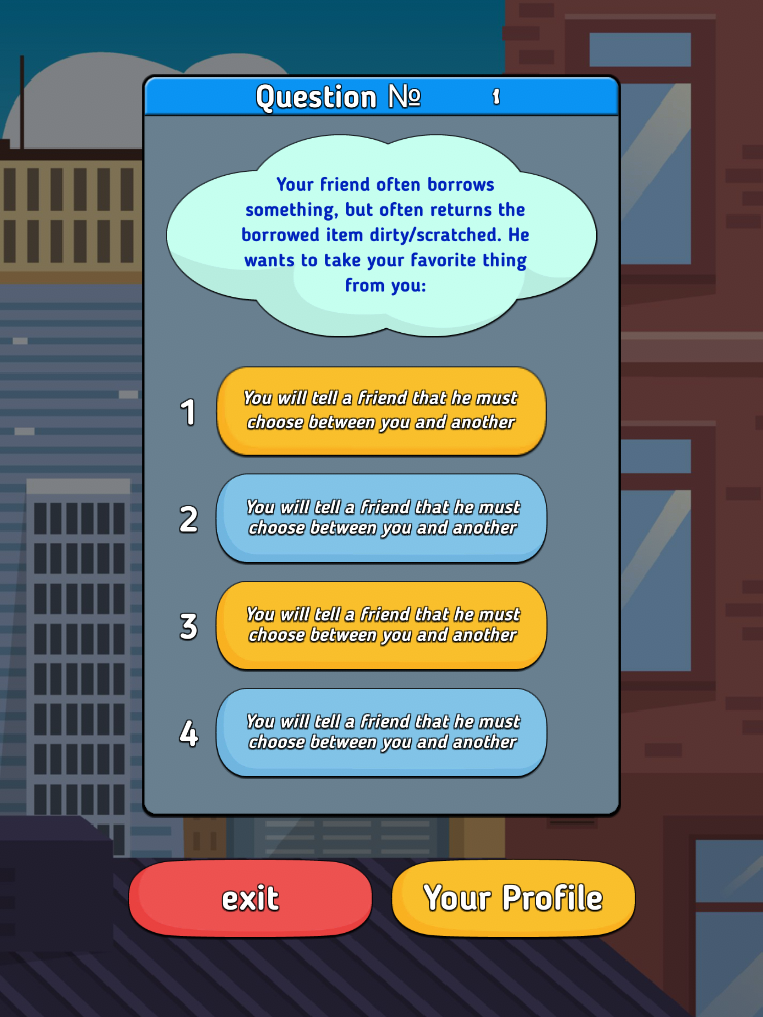 Question № 1
Your friend often borrows
something, but often returns the
borrowed item dirty/scratched. He
wants to take your favorite thing
from you:
1
You will tell a friend that he must
choose between you and another
2
You will tell a friend that he must
choose between you and another
3
You will tell a friend that he must
choose between you and another
4
You will tell a friend that he must
choose between you and another
exit
Your Profile